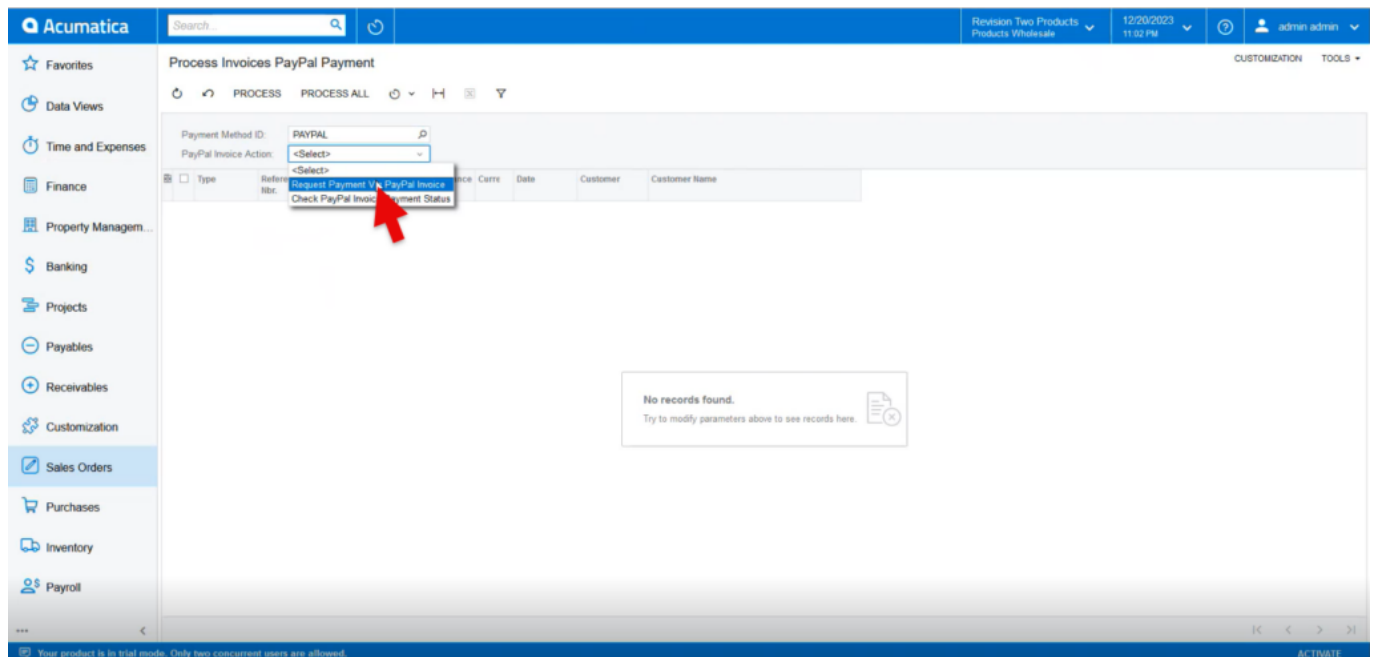 Acumatica
Search...
Revision Two Products
Products Wholesale
12/20/2023
11:02 PM
admin admin
Favorites
Data Views
Time and Expenses
Finance
Property Managem...
Banking
Projects
Payables
Receivables
Customization
Sales Orders
Purchases
Inventory
Payroll
Process Invoices PayPal Payment
CUSTOMIZATION TOOLS
PROCESS PROCESS ALL
Payment Method ID: PAYPAL
PayPal Invoice Action: <Select>
<Select>
Request Payment Via PayPal Invoice
Check PayPal Invoice Payment Status
Type Date Customer Customer Name
Nbr.
No records found.
Try to modify parameters above to see records here.
Your product is in trial mode. Only two concurrent users are allowed.
ACTIVATE